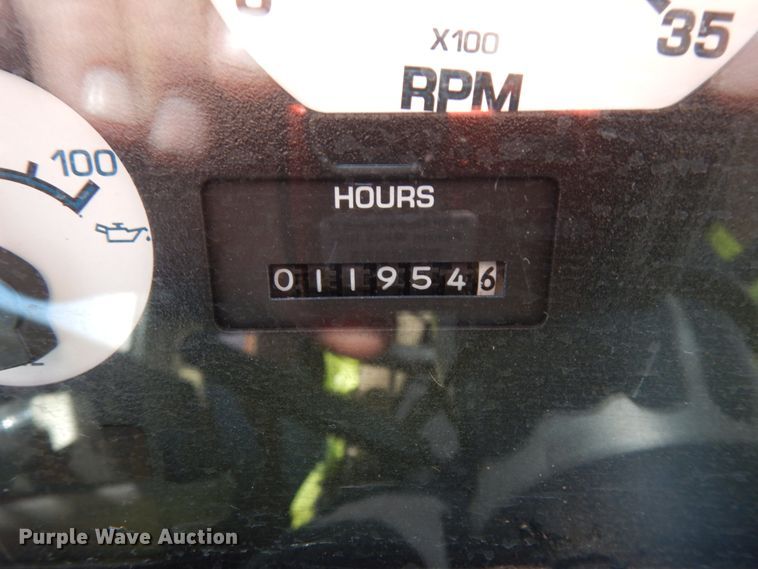 35
X100
RPM
100
HOURS
0119546
Purple Wave Auction